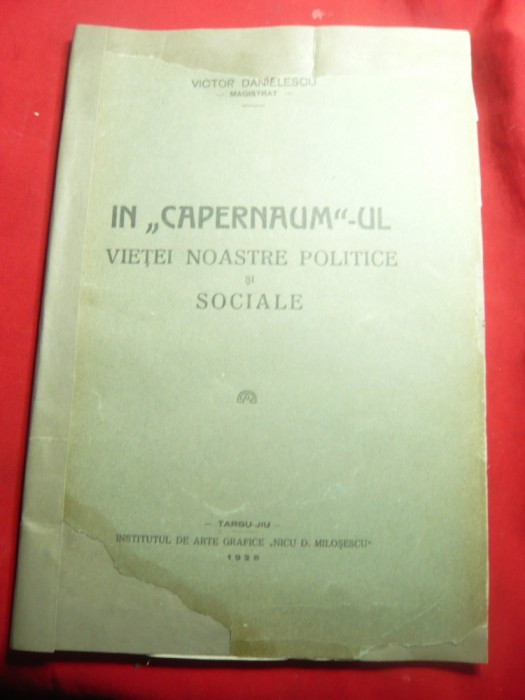 VICTOR DANIELESCU
— MAGISTRAT —
IN „CAPERNAUM“-UL
VIEȚEI NOASTRE POLITICE
ȘI
SOCIALE
— TARGU-JIU —
INSTITUTUL DE ARTE GRAFICE „NICU D. MILOȘESCU“